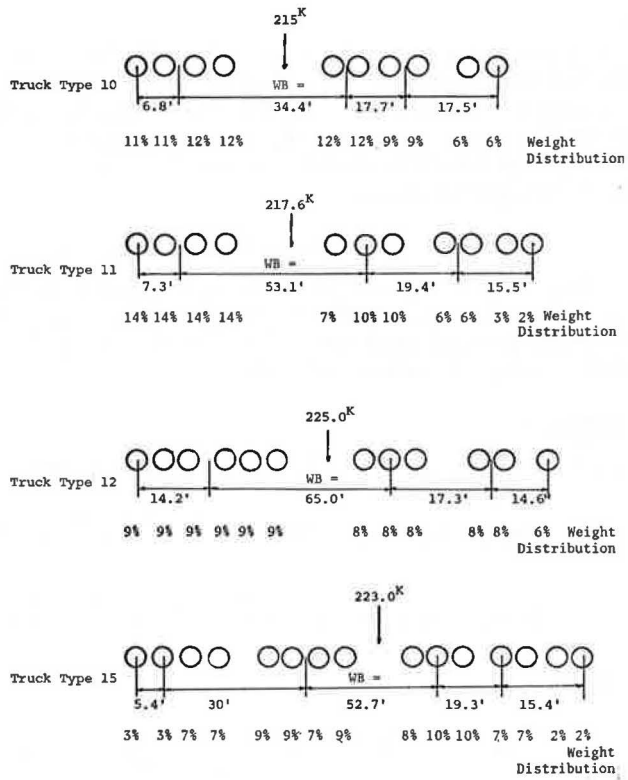 215K
Truck Type 10
WB =
6.8' 34.4' 17.7' 17.5'
11% 11% 12% 12% 12% 12% 9% 9% 6% 6% Weight
Distribution
217.6K
Truck Type 11
WB =
7.3' 53.1' 19.4' 15.5'
14% 14% 14% 14% 7% 10% 10% 6% 6% 3% 2% Weight
Distribution
225.0K
Truck Type 12
WB =
14.2' 65.0' 17.3' 14.6'
9% 9% 9% 9% 9% 9% 8% 8% 8% 8% 8% 6% Weight
Distribution
223.0K
Truck Type 15
WB =
5.4' 30' 52.7' 19.3' 15.4'
3% 3% 7% 7% 9% 9% 7% 9% 8% 10% 10% 7% 7% 2% 2%
Weight
Distribution